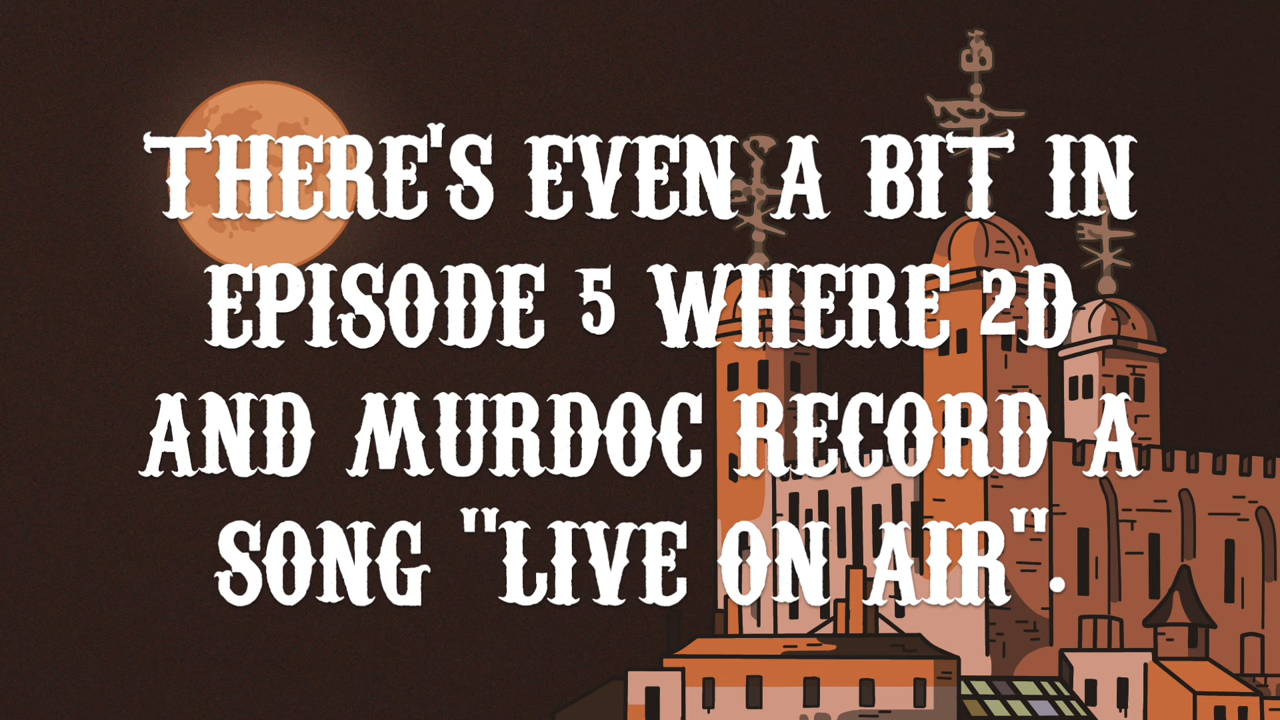 THERE'S EVEN A BIT IN
EPISODE 5 WHERE 2D
AND MURDOC RECORD A
SONG "LIVE ON AIR".